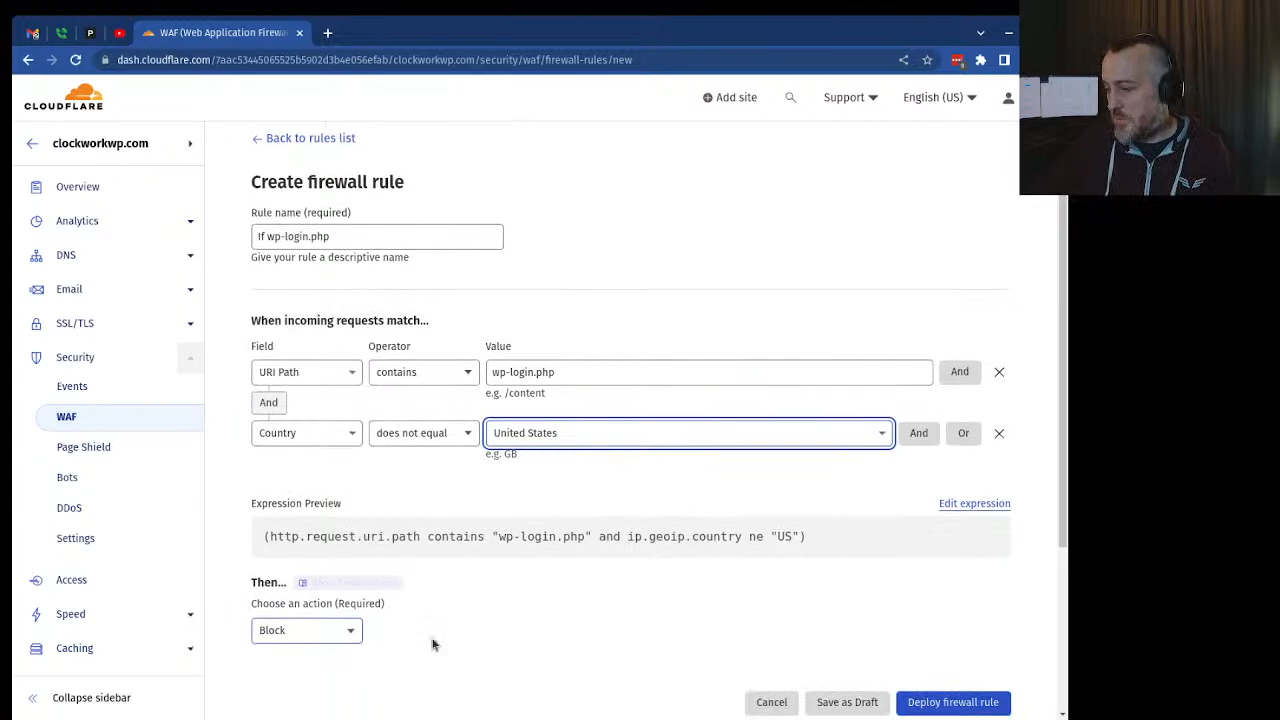 WAF (Web Application Firewa
dash.cloudflare.com/7aac53445065525b5902d3b4e056efab/clockworkwp.com/security/waf/firewall-rules/new
CLOUDFLARE
Add site
Support
English (US)
clockworkwp.com
Overview
Analytics
DNS
Email
SSL/TLS
Security
Events
WAF
Page Shield
Bots
DDoS
Settings
Access
Speed
Caching
Collapse sidebar
Back to rules list
Create firewall rule
Rule name (required)
If wp-login.php
Give your rule a descriptive name
When incoming requests match...
Field Operator Value
URI Path contains wp-login.php And
e.g. /content
And
Country does not equal United States And Or
e.g. GB
Expression Preview Edit expression
(http.request.uri.path contains "wp-login.php" and ip.geoip.country ne "US")
Then...
Choose an action (Required)
Block
Cancel Save as Draft Deploy firewall rule